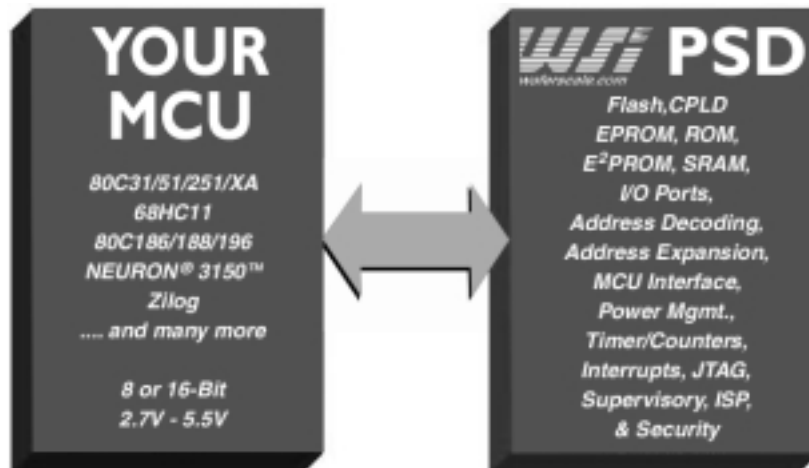 YOUR
MCU
80C31/51/251/XA
68HC11
80C186/188/196
NEURON® 3150™
Zilog
.... and many more
8 or 16-Bit
2.7V - 5.5V
WSi PSD
waferscale.com
Flash,CPLD
EPROM, ROM,
E²PROM, SRAM,
I/O Ports,
Address Decoding,
Address Expansion,
MCU Interface,
Power Mgmt.,
Timer/Counters,
Interrupts, JTAG,
Supervisory, ISP,
& Security